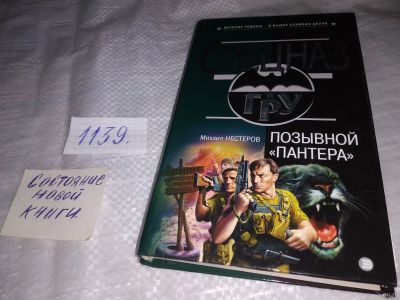 1139.
Состояние
новой
книги.
СПЕЦНАЗ
ГРУ
Михаил НЕСТЕРОВ
ПОЗЫВНОЙ
«ПАНТЕРА»